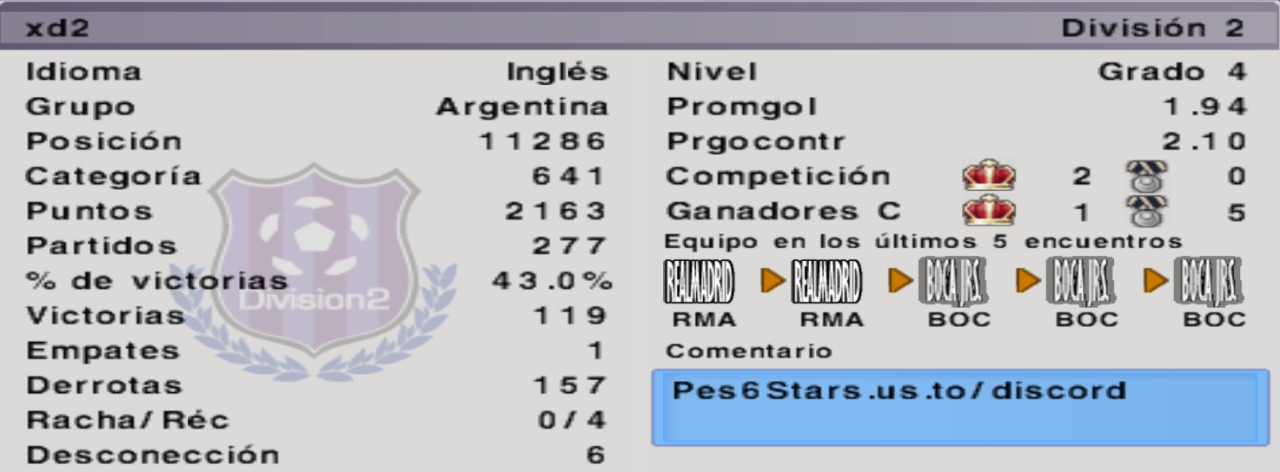 xd2 División 2
Idioma Inglés
Grupo Argentina
Posición 11286
Categoría 641
Puntos 2163
Partidos 277
% de victorias 43.0%
Victorias 119
Empates 1
Derrotas 157
Racha/Réc 0/4
Desconección 6
Division2
Nivel Grado 4
Promgol 1.94
Prgocontr 2.10
Competición 2 0
Ganadores C 1 5
Equipo en los últimos 5 encuentros
REALMADRID REALMADRID BOCA JRS. BOCA JRS. BOCA JRS.
RMA RMA BOC BOC BOC
Comentario
Pes6Stars.us.to/discord